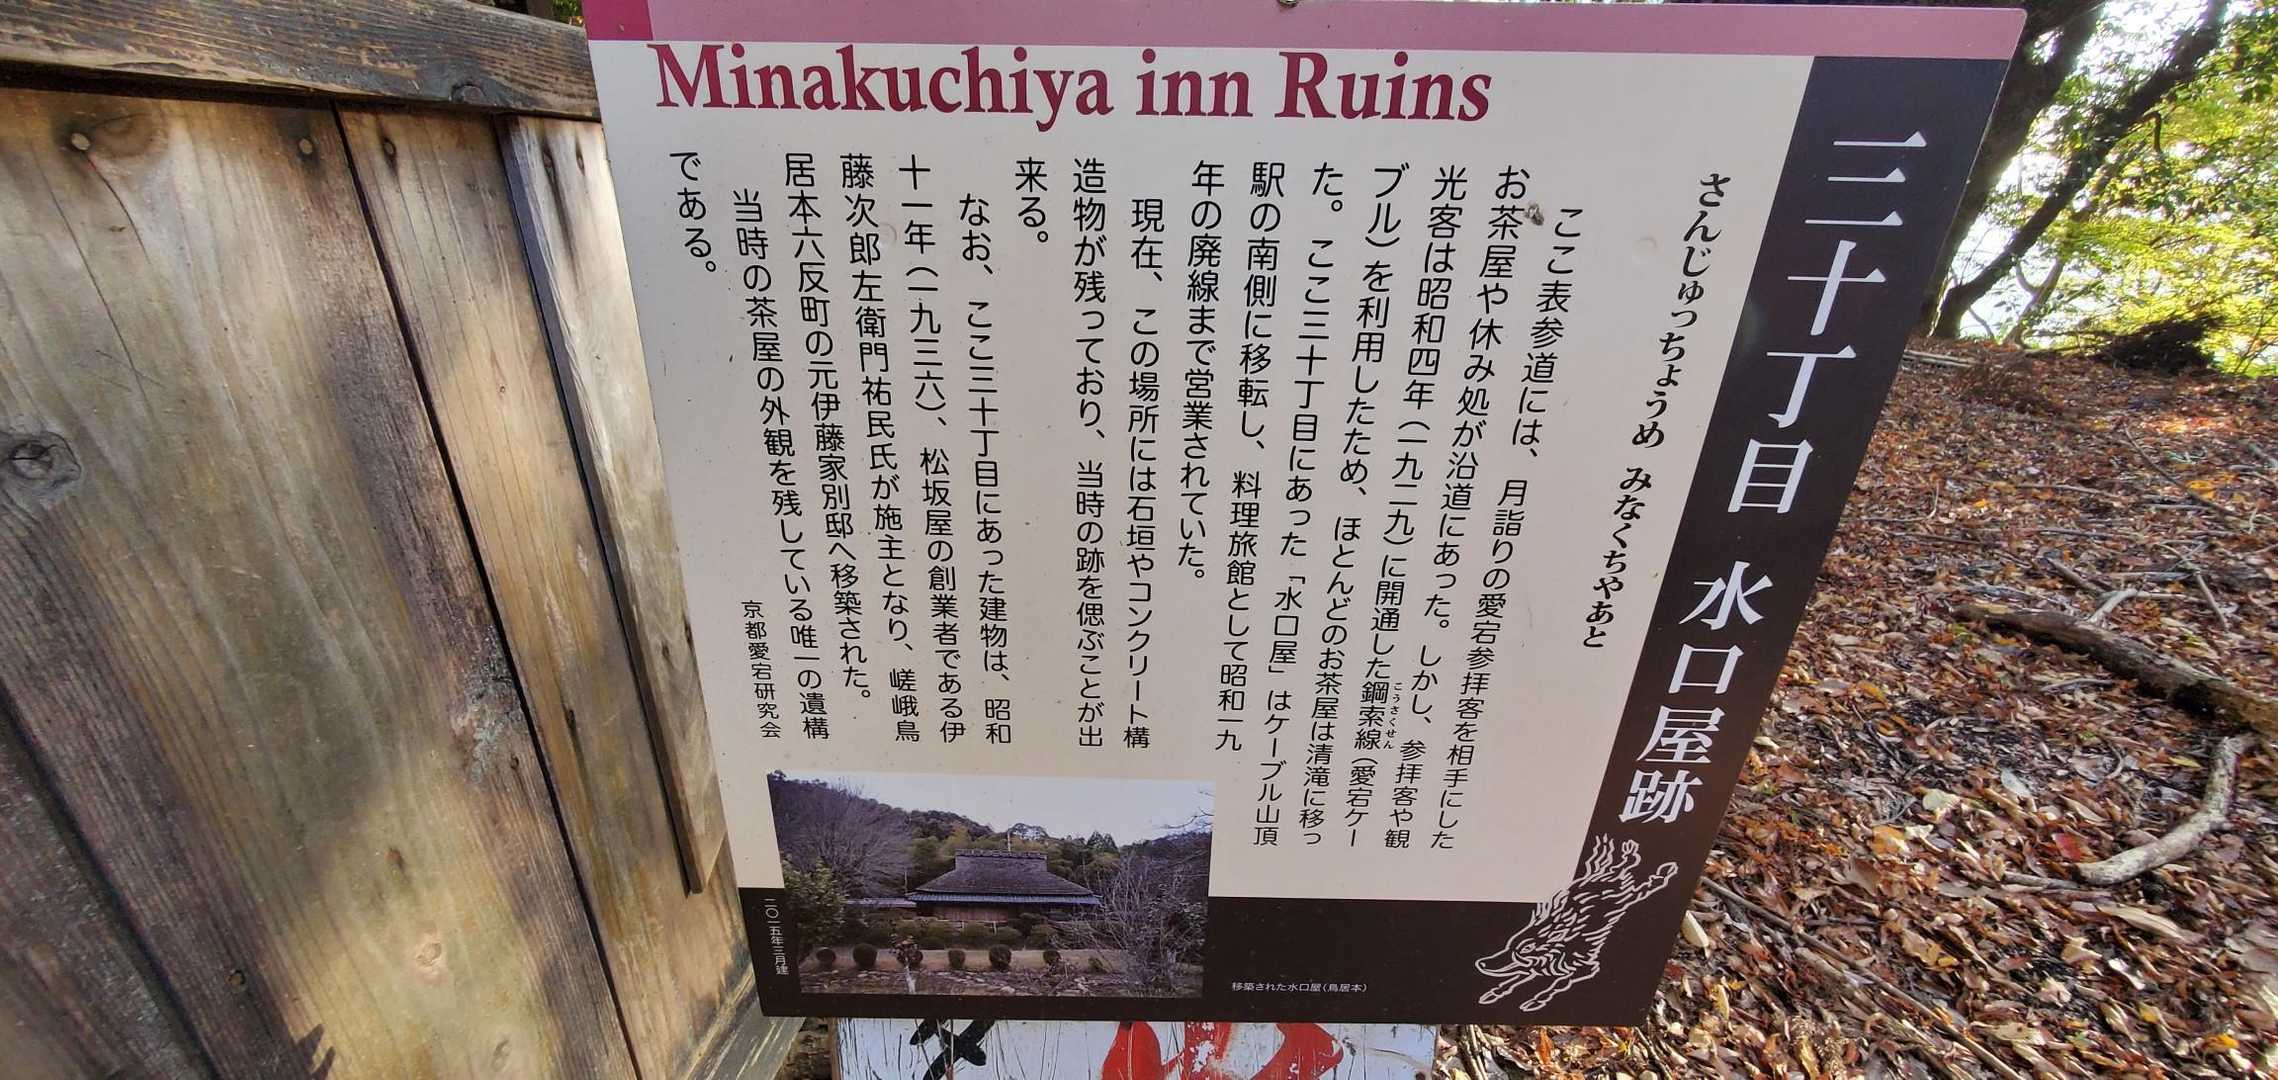 Minakuchiya inn Ruins
三十丁目 水口屋跡
さんじゅっちょうめ みなくちやあと
ここ表参道には、月詣りの愛宕参拝客を相手にした
お茶屋や休み処が沿道にあった。しかし、参拝客や観
光客は昭和四年(一九二九)に開通した鋼索線(愛宕ケー
こうさくせん
ブル)を利用したため、ほとんどのお茶屋は清滝に移っ
た。ここ三十丁目にあった「水口屋」はケーブル山頂
駅の南側に移転し、料理旅館として昭和一九
年の廃線まで営業されていた。
現在、この場所には石垣やコンクリート構
造物が残っており、当時の跡を偲ぶことが出
来る。
なお、ここ三十丁目にあった建物は、昭和
十一年(一九三六)、松坂屋の創業者である伊
藤次郎左衛門祐民氏が施主となり、嵯峨鳥
居本六反町の元伊藤家別邸へ移築された。
当時の茶屋の外観を残している唯一の遺構
である。
京都愛宕研究会
二〇一五年三月建
移築された水口屋(鳥居本)